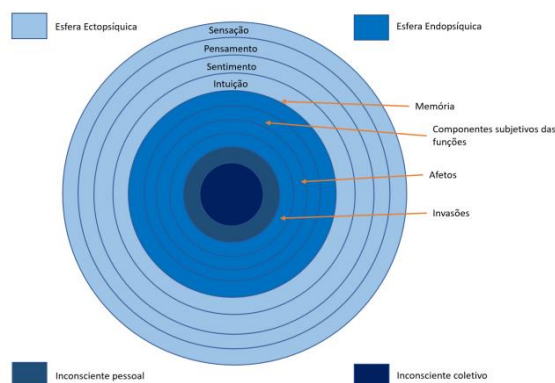 Esfera Ectopsíquica
Esfera Endopsíquica
Sensação
Pensamento
Sentimento
Intuição
Memória
Componentes subjetivos das
funções
Afetos
Invasões
Inconsciente pessoal
Inconsciente coletivo